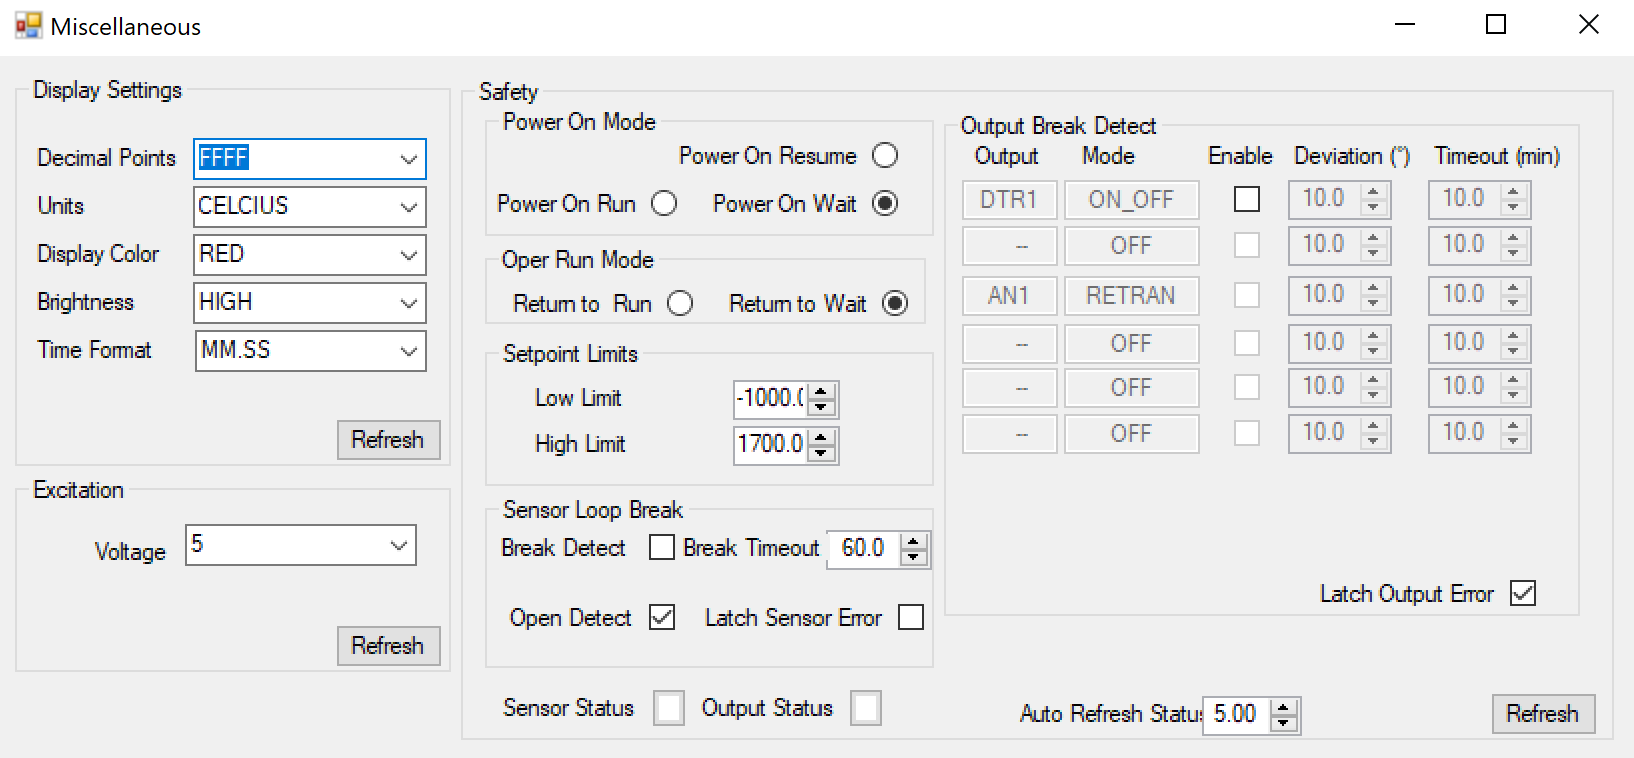 Miscellaneous
Display Settings
Decimal Points FFFF
Units CELCIUS
Display Color RED
Brightness HIGH
Time Format MM.SS
Refresh
Excitation
Voltage 5
Refresh
Safety
Power On Mode
Power On Resume
Power On Run Power On Wait
Oper Run Mode
Return to Run Return to Wait
Setpoint Limits
Low Limit -1000.0
High Limit 1700.0
Sensor Loop Break
Break Detect Break Timeout 60.0
Open Detect Latch Sensor Error
Sensor Status Output Status
Output Break Detect
Output Mode Enable Deviation (°) Timeout (min)
DTR1 ON_OFF 10.0 10.0
-- OFF 10.0 10.0
AN1 RETRAN 10.0 10.0
-- OFF 10.0 10.0
-- OFF 10.0 10.0
-- OFF 10.0 10.0
Latch Output Error
Auto Refresh Status 5.00
Refresh